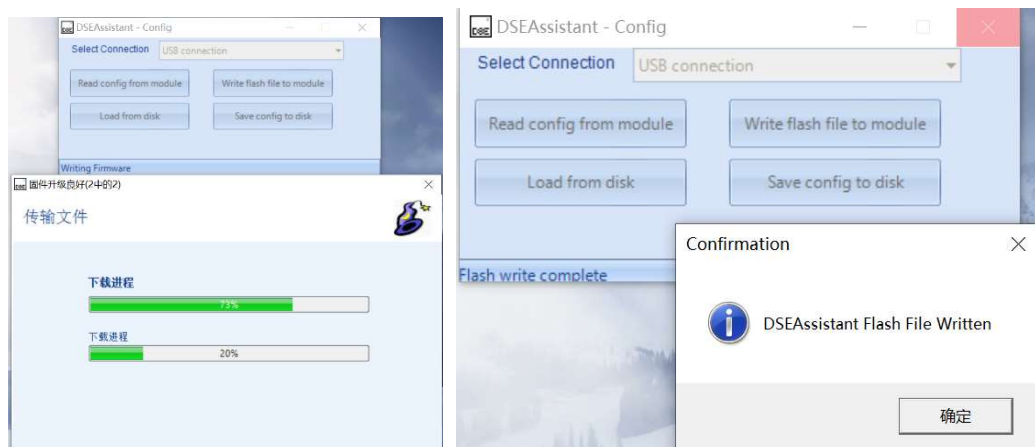 DSEAssistant - Config
Select Connection USB connection
Read config from module Write flash file to module
Load from disk Save config to disk
Writing Firmware
固件升级良好(2中的2)
传输文件
下载进程
73%
下载进程
20%
DSE DSEAssistant - Config
Select Connection USB connection
Read config from module Write flash file to module
Load from disk Save config to disk
Flash write complete
Confirmation
DSEAssistant Flash File Written
确定